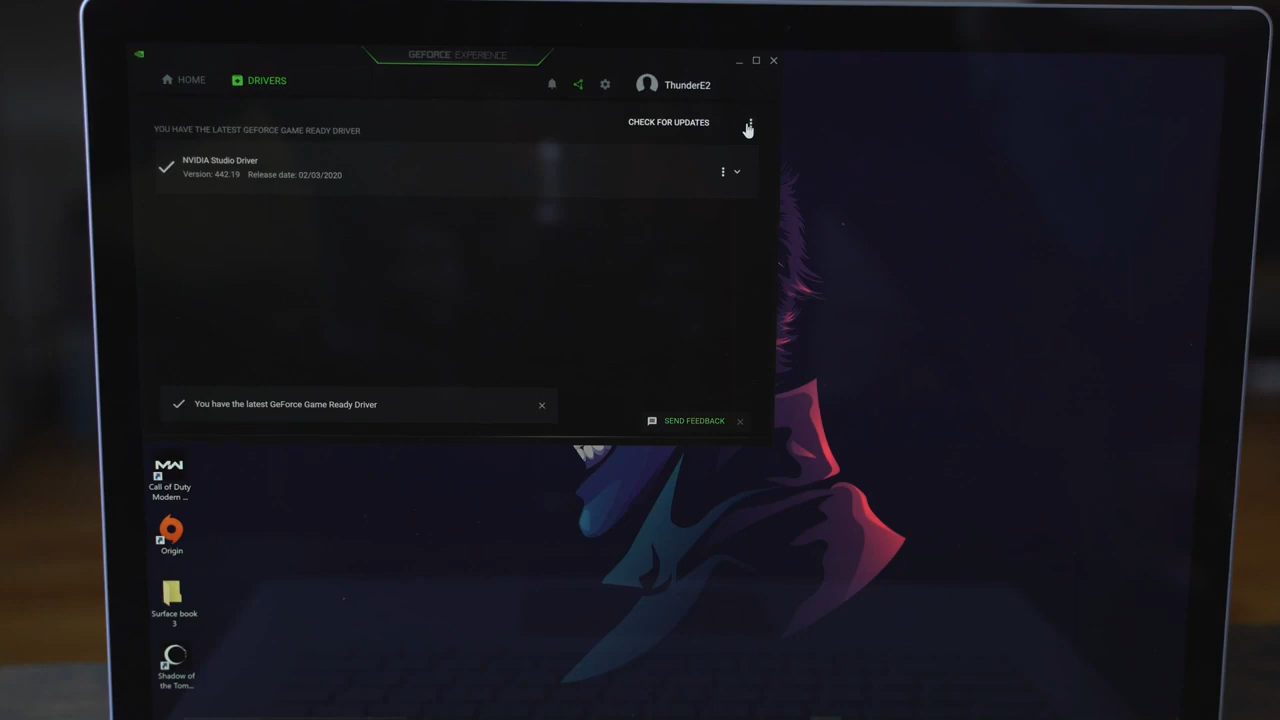 GEFORCE EXPERIENCE
HOME
DRIVERS
ThunderE2
CHECK FOR UPDATES
YOU HAVE THE LATEST GEFORCE GAME READY DRIVER
NVIDIA Studio Driver
Version: 442.19 Release date: 02/03/2020
You have the latest GeForce Game Ready Driver
SEND FEEDBACK
MW
Call of Duty
Modern ...
Origin
Surface book
3
Shadow of
the Tom...